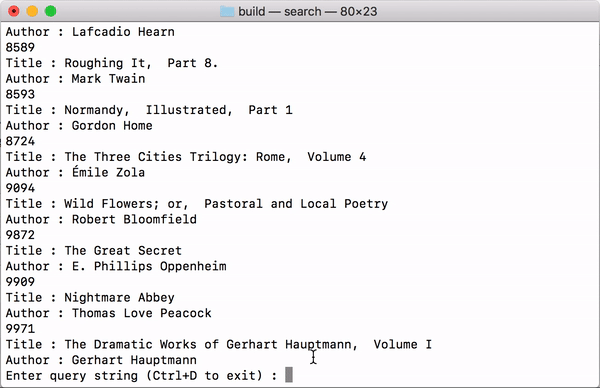 build — search — 80×23
Author : Lafcadio Hearn
8589
Title : Roughing It,  Part 8.
Author : Mark Twain
8593
Title : Normandy,  Illustrated,  Part 1
Author : Gordon Home
8724
Title : The Three Cities Trilogy: Rome,  Volume 4
Author : Émile Zola
9094
Title : Wild Flowers; or,  Pastoral and Local Poetry
Author : Robert Bloomfield
9872
Title : The Great Secret
Author : E. Phillips Oppenheim
9909
Title : Nightmare Abbey
Author : Thomas Love Peacock
9971
Title : The Dramatic Works of Gerhart Hauptmann,  Volume I
Author : Gerhart Hauptmann
Enter query string (Ctrl+D to exit) :